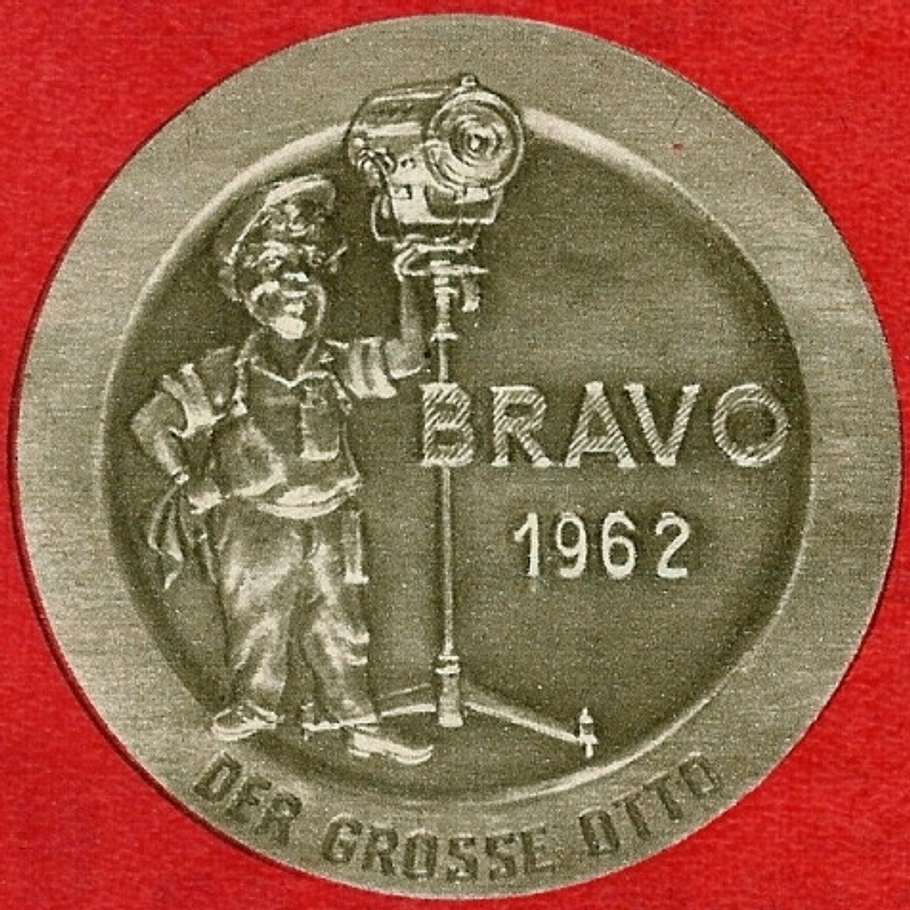 BRAVO
1962
DER GROSSE OTTO